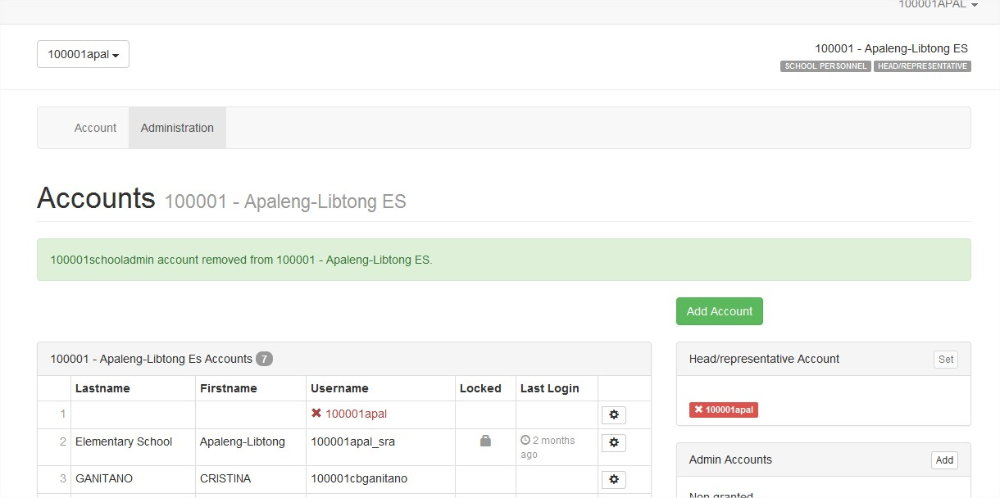 100001APAL
100001apal
100001 - Apaleng-Libtong ES
SCHOOL PERSONNEL HEAD/REPRESENTATIVE
Account Administration
Accounts 100001 - Apaleng-Libtong ES
100001schooladmin account removed from 100001 - Apaleng-Libtong ES.
Add Account
100001 - Apaleng-Libtong Es Accounts 7
Lastname Firstname Username Locked Last Login
1 100001apal
2 Elementary School Apaleng-Libtong 100001apal_sra 2 months ago
3 GANITANO CRISTINA 100001cbganitano
Head/representative Account Set
100001apal
Admin Accounts Add
Non granted